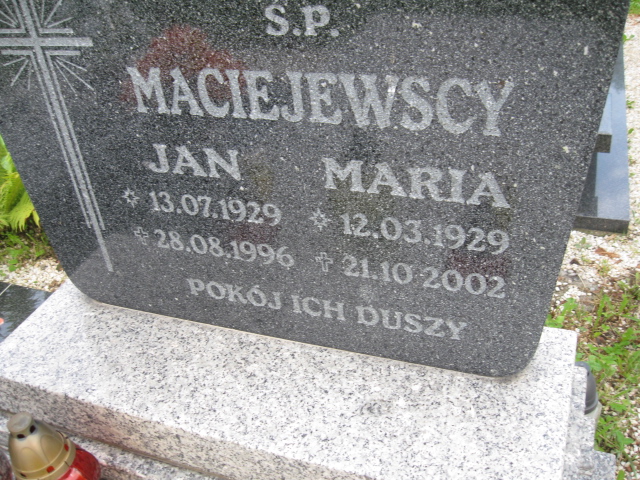 Ś.P.
MACIEJEWSCY
JAN MARIA
13.07.1929 12.03.1929
28.08.1996 21.10 2002
POKÓJ ICH DUSZY